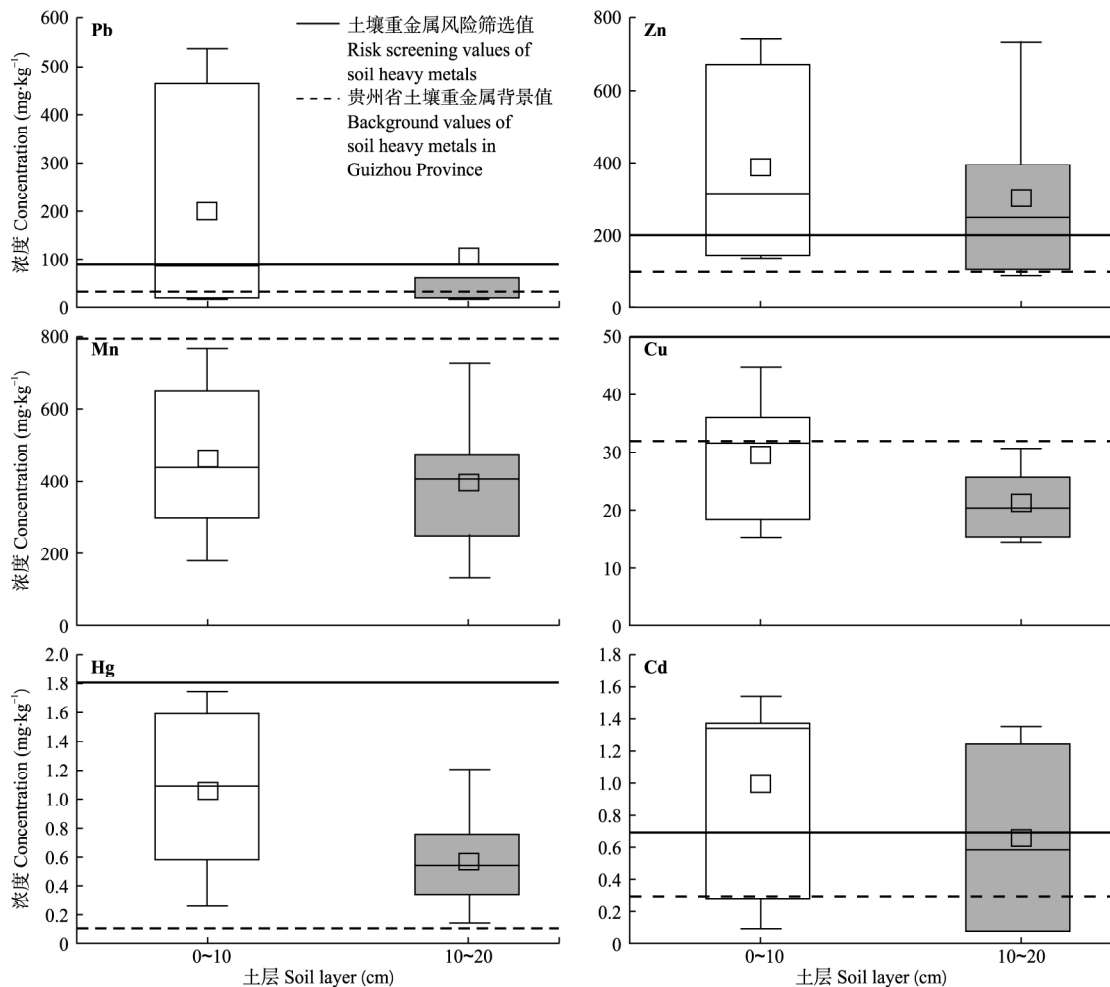 600
500
400
300
200
100
0
浓度 Concentration (mg·kg⁻¹)
Pb
土壤重金属风险筛选值
Risk screening values of
soil heavy metals
贵州省土壤重金属背景值
Background values of
soil heavy metals in
Guizhou Province
800
600
400
200
0
Zn
800
600
400
200
0
浓度 Concentration (mg·kg⁻¹)
Mn
50
40
30
20
10
0
Cu
2.0
1.8
1.6
1.4
1.2
1.0
0.8
0.6
0.4
0.2
0
浓度 Concentration (mg·kg⁻¹)
Hg
0~10
10~20
土层 Soil layer (cm)
1.8
1.6
1.4
1.2
1.0
0.8
0.6
0.4
0.2
0
Cd
0~10
10~20
土层 Soil layer (cm)